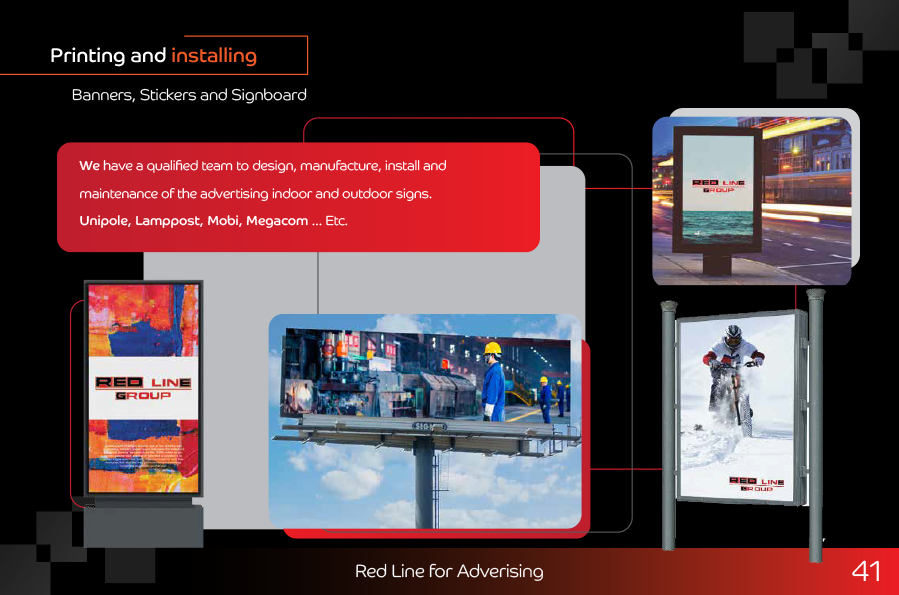 Printing and installing
Banners, Stickers and Signboard
We have a qualified team to design, manufacture, install and
maintenance of the advertising indoor and outdoor signs.
Unipole, Lamppost, Mobi, Megacom ... Etc.
RED LINE
GROUP
RED LINE
GROUP
RED LINE
GROUP
Red Line for Adverising
41